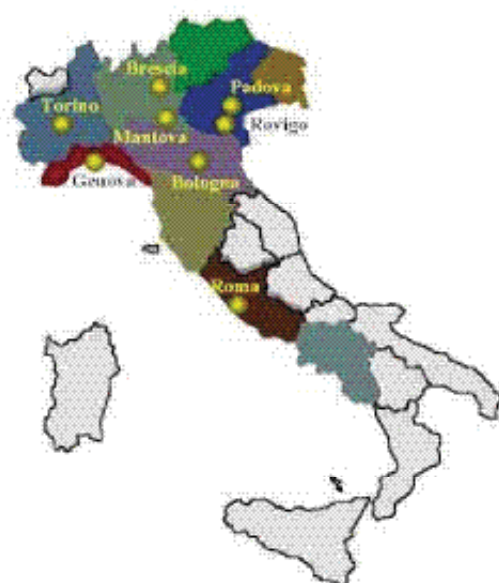 Brescia
Padova
Torino
Mantova
Rovigo
Genova
Bologna
Roma